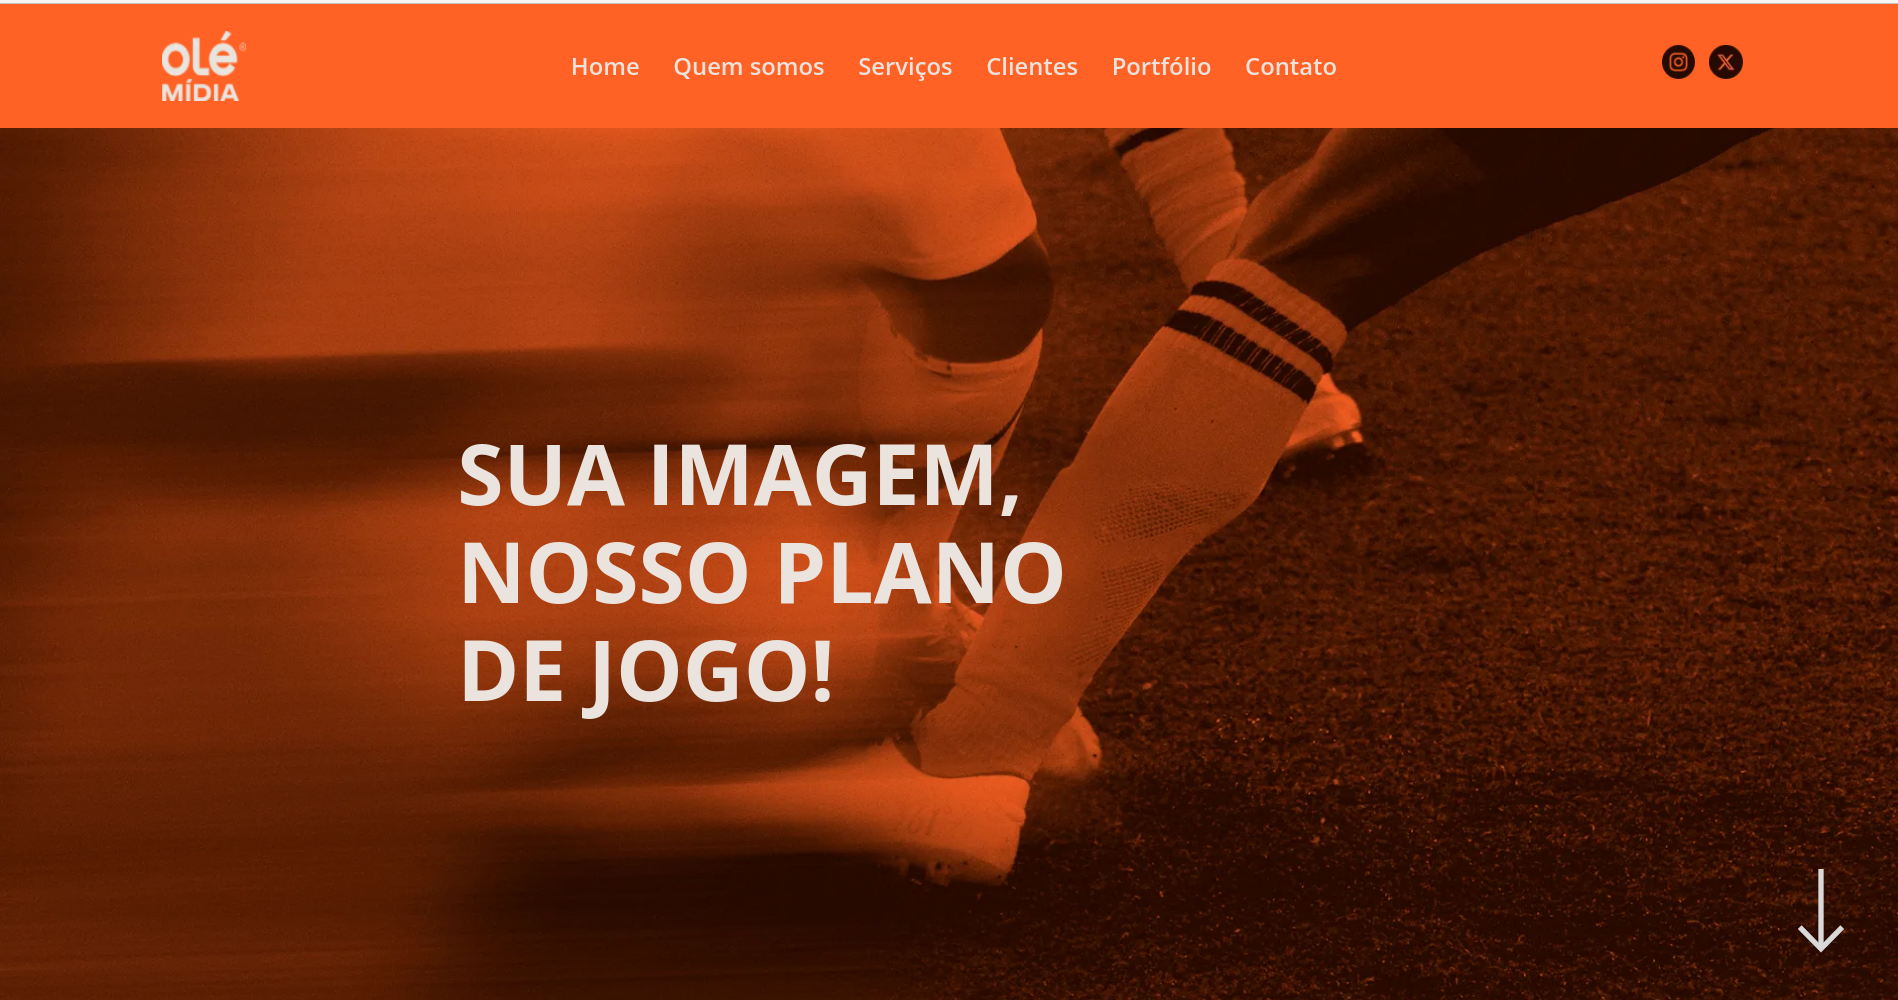 olé®
MÍDIA
Home Quem somos Serviços Clientes Portfólio Contato
SUA IMAGEM,
NOSSO PLANO
DE JOGO!